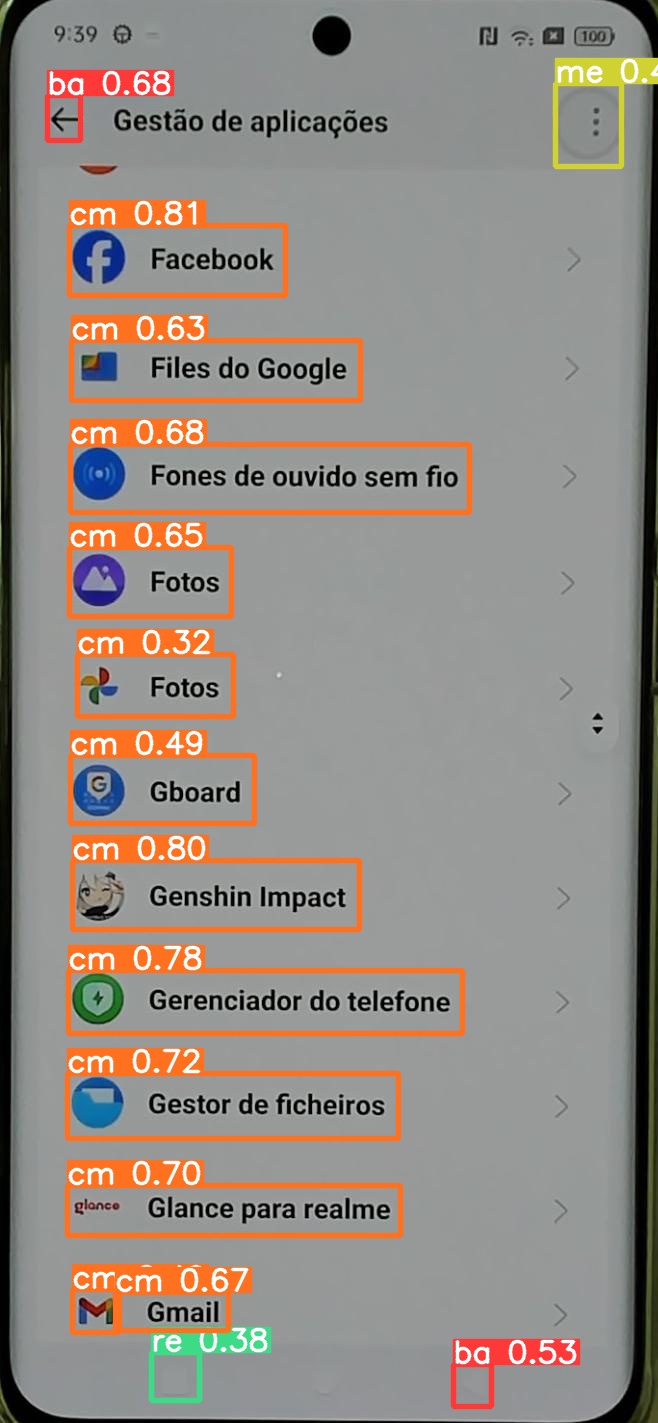 9:39
100
ba 0.68
me 0.4
Gestão de aplicações
cm 0.81
Facebook
cm 0.63
Files do Google
cm 0.68
Fones de ouvido sem fio
cm 0.65
Fotos
cm 0.32
Fotos
cm 0.49
Gboard
cm 0.80
Genshin Impact
cm 0.78
Gerenciador do telefone
cm 0.72
Gestor de ficheiros
cm 0.70
glance
Glance para realme
cm
cm 0.67
Gmail
re 0.38
ba 0.53